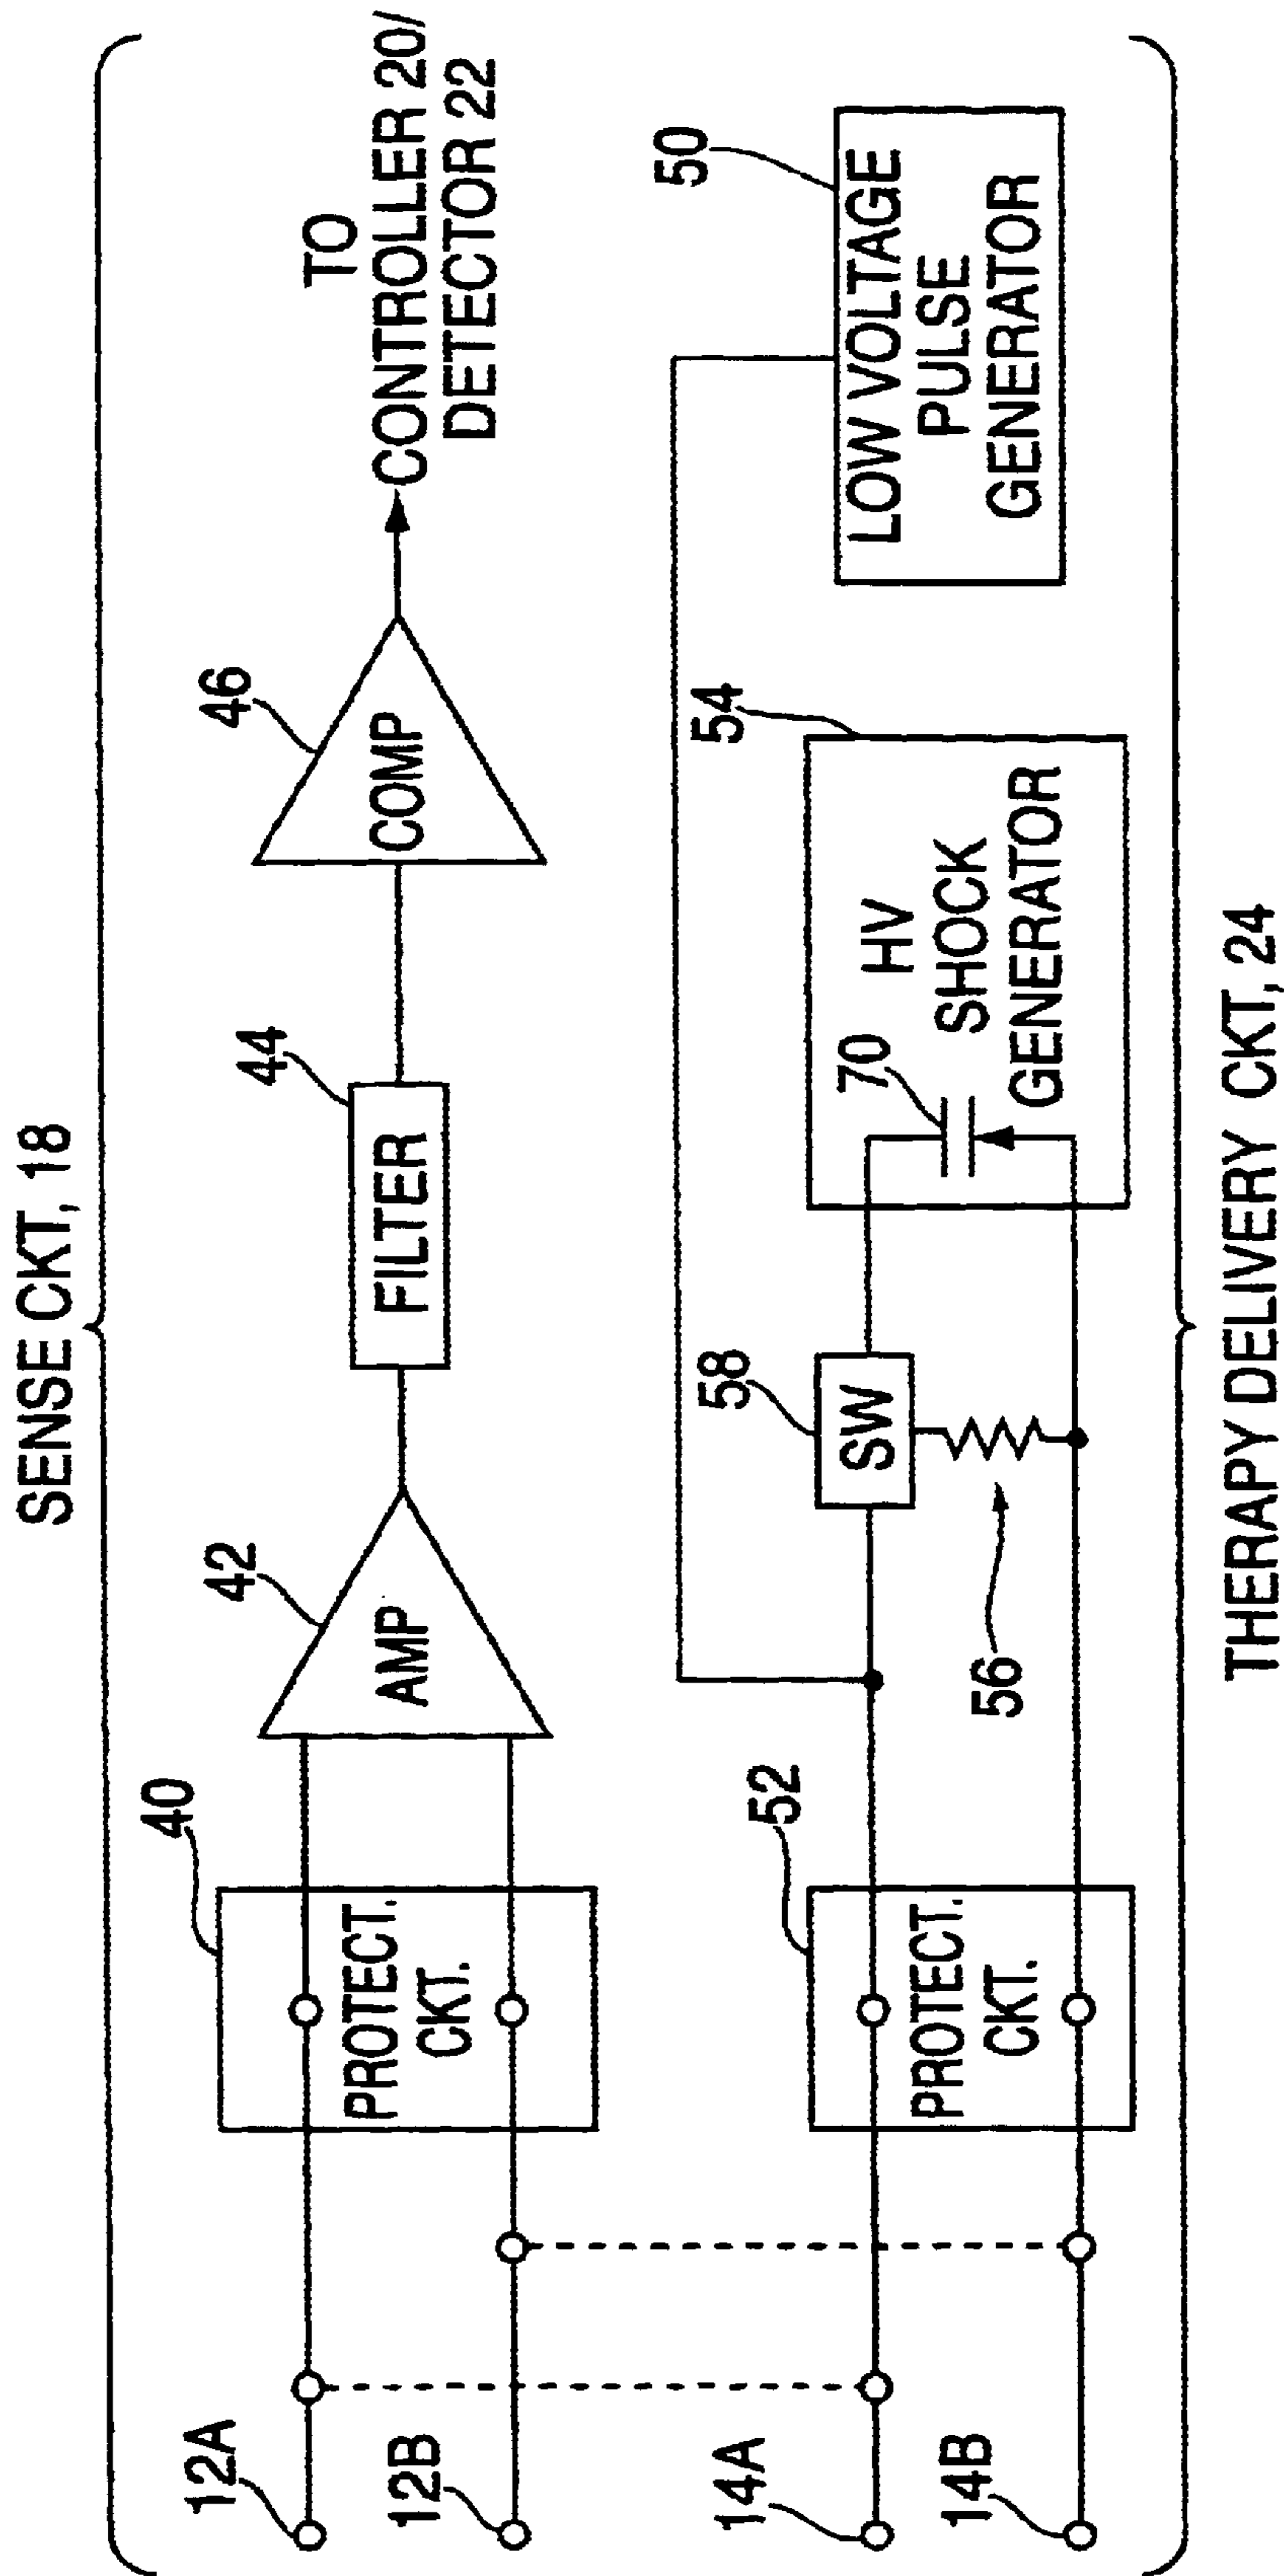 SENSE CKT, 18
12A
12B
40
PROTECT.
CKT.
42
AMP
44
FILTER
46
COMP
TO
CONTROLLER 20/
DETECTOR 22
14A
14B
52
PROTECT.
CKT.
56
58
SW
54
70
HV
SHOCK
GENERATOR
50
LOW VOLTAGE
PULSE
GENERATOR
THERAPY DELIVERY CKT, 24